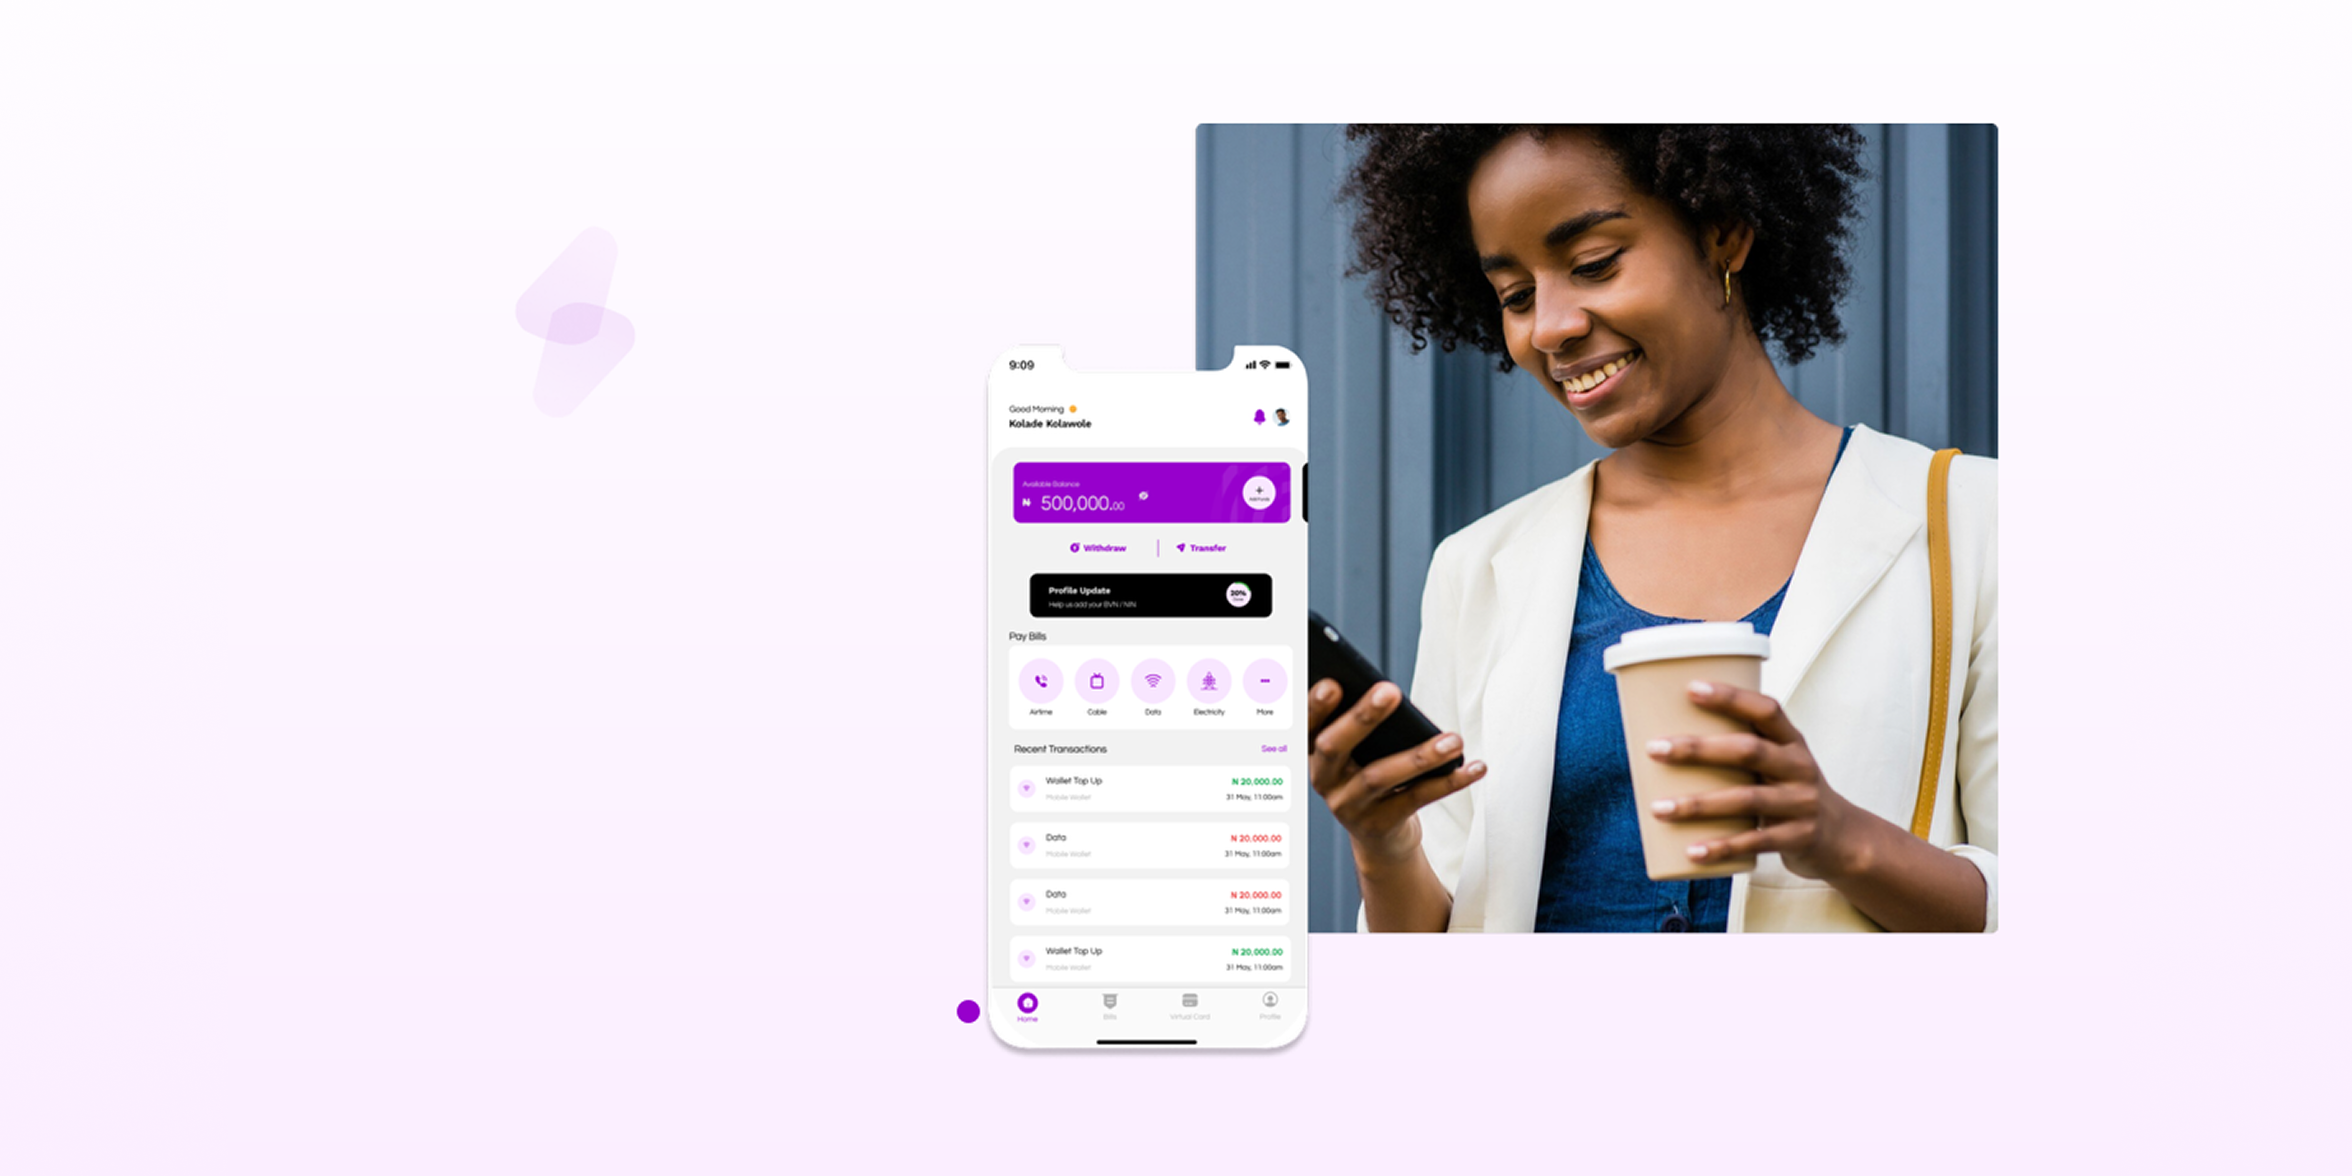 9:09
Good Morning
Kolade Kolawole
Available Balance
₦ 500,000.00
Withdraw
Transfer
Profile Update
Help us add your BVN / NIN
30%
Pay Bills
Airtime
Cable
Data
Electricity
More
Recent Transactions
See all
Wallet Top Up
N 20,000.00
Mobile Wallet
31 May, 11:00am
Data
N 20,000.00
Mobile Wallet
31 May, 11:00am
Data
N 20,000.00
Mobile Wallet
31 May, 11:00am
Wallet Top Up
N 20,000.00
Mobile Wallet
31 May, 11:00am
Home
Bills
Virtual Card
Profile